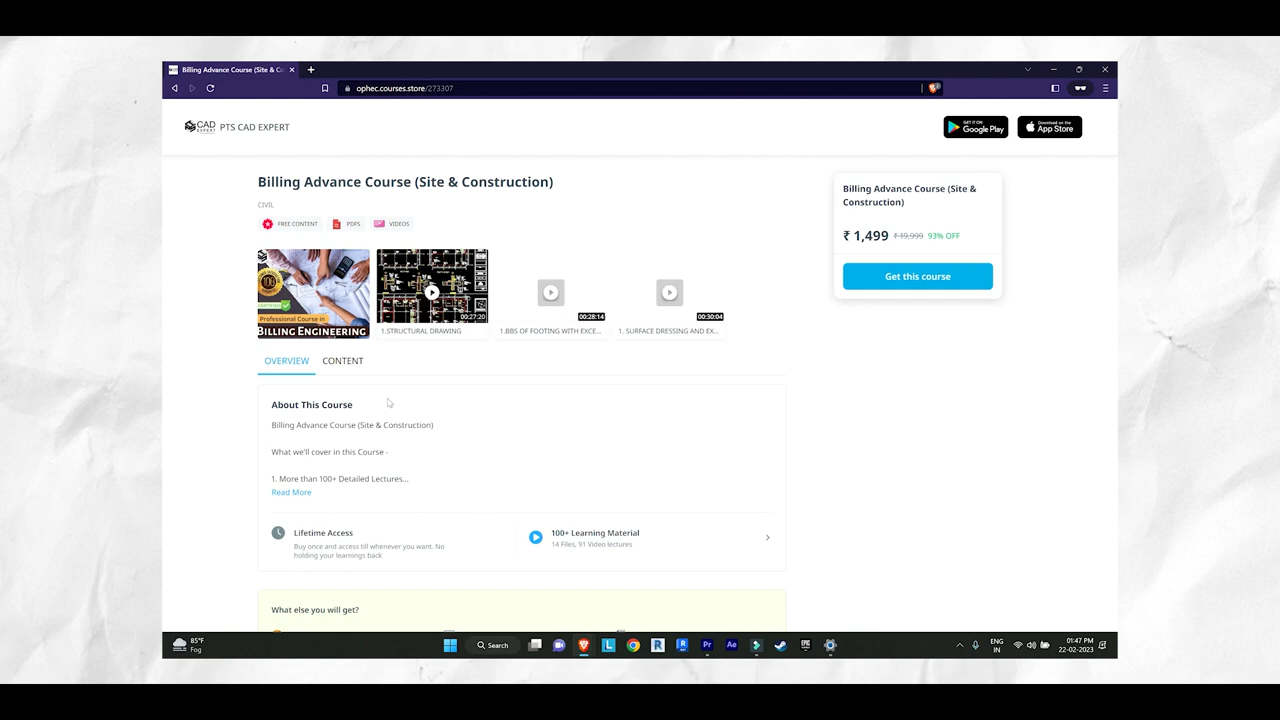 Billing Advance Course (Site & C
ophec.courses.store/273307
CAD
EXPERT
PTS CAD EXPERT
GET IT ON
Google Play
Download on the
App Store
Billing Advance Course (Site & Construction)
CIVIL
FREE CONTENT
PDFS
VIDEOS
100
Professional Course in
BILLING ENGINEERING
00:27:20
1.STRUCTURAL DRAWING
00:28:14
1.BBS OF FOOTING WITH EXCE...
00:30:04
1. SURFACE DRESSING AND EX...
Billing Advance Course (Site &
Construction)
₹ 1,499 ₹ 19,999 93% OFF
Get this course
OVERVIEW
CONTENT
About This Course
Billing Advance Course (Site & Construction)
What we'll cover in this Course -
1. More than 100+ Detailed Lectures...
Read More
Lifetime Access
Buy once and access till whenever you want. No
holding your learnings back
100+ Learning Material
14 Files, 91 Video lectures
What else you will get?
85°F
Fog
Search
L
R
R
Pr
Ae
EPIC
ENG
IN
01:47 PM
22-02-2023